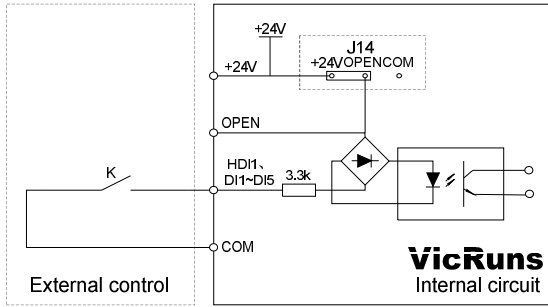 +24V
J14
+24VOPENCOM
+24V
OPEN
HDI1、
DI1~DI5
3.3k
K
COM
VicRuns
External control
Internal circuit